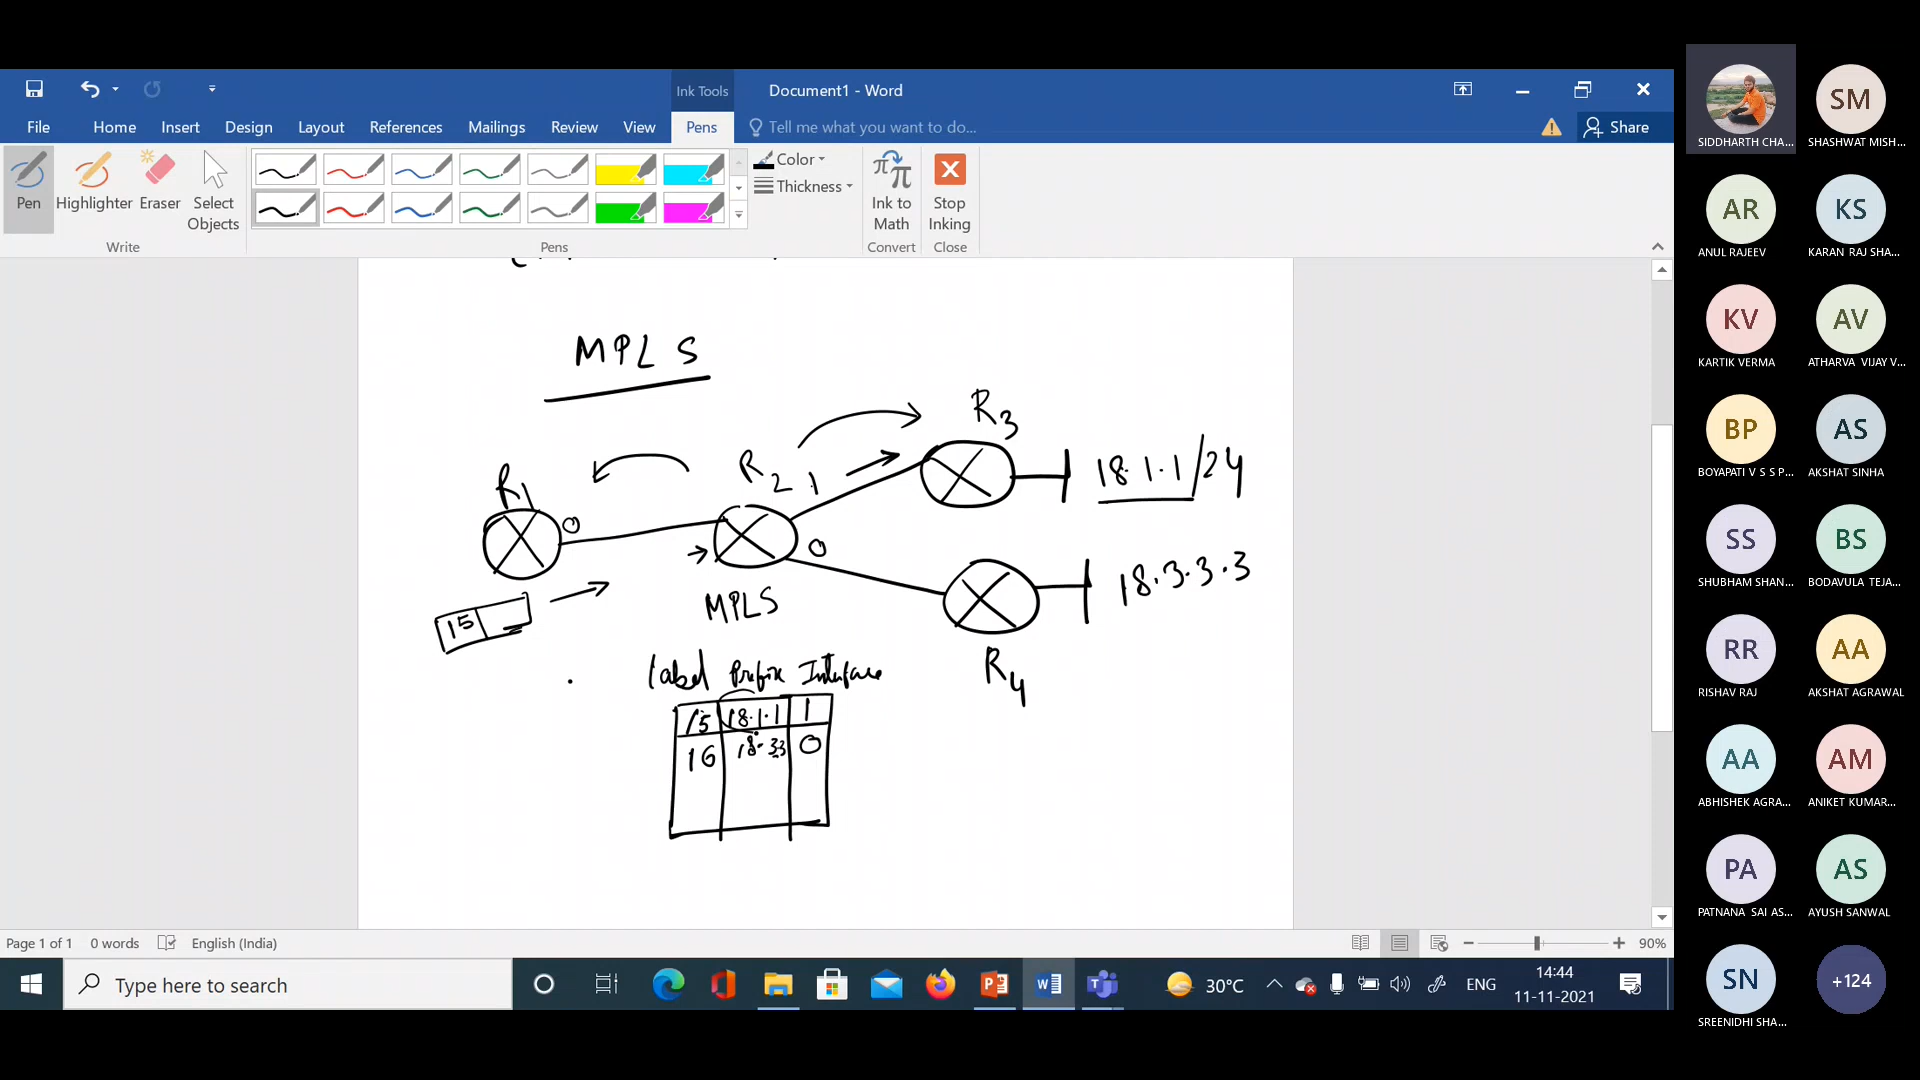 Ink Tools
Document1 - Word
File Home Insert Design Layout References Mailings Review View Pens Tell me what you want to do... Share
Pen Highlighter Eraser Select Objects
Color
Thickness
Ink to Math
Stop Inking
Write Pens Convert Close
MPLS
R1
R2
R3
R4
1
0
0
18.1.1/24
18.3.3.3
15
MPLS
label Prefix Interface
15 18.1.1 1
16 18.33 0
Page 1 of 1 0 words English (India) 90%
Type here to search
30°C ENG 14:44
11-11-2021
SIDDHARTH CHA...
SM
SHASHWAT MISH...
AR
ANUL RAJEEV
KS
KARAN RAJ SHA...
KV
KARTIK VERMA
AV
ATHARVA VIJAY V...
BP
BOYAPATI V S S P...
AS
AKSHAT SINHA
SS
SHUBHAM SHAN...
BS
BODAVULA TEJA...
RR
RISHAV RAJ
AA
AKSHAT AGRAWAL
AA
ABHISHEK AGRA...
AM
ANIKET KUMAR...
PA
PATNANA SAI AS...
AS
AYUSH SANWAL
SN
SREENIDHI SHA...
+124